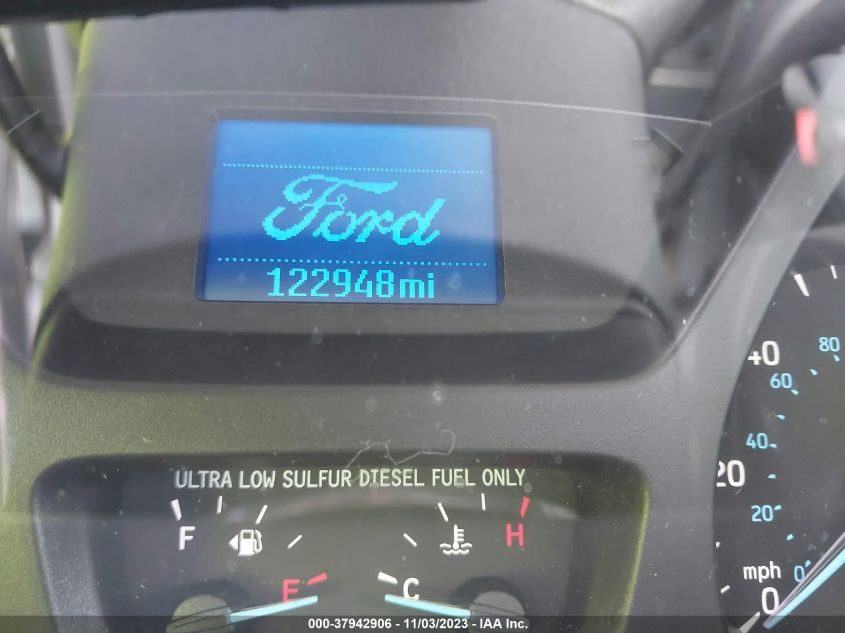 Ford
122948mi
80
40
60
40
20
20
ULTRA LOW SULFUR DIESEL FUEL ONLY
F
H
E
C
mph
0
0
000-37942906 - 11/03/2023 - IAA Inc.